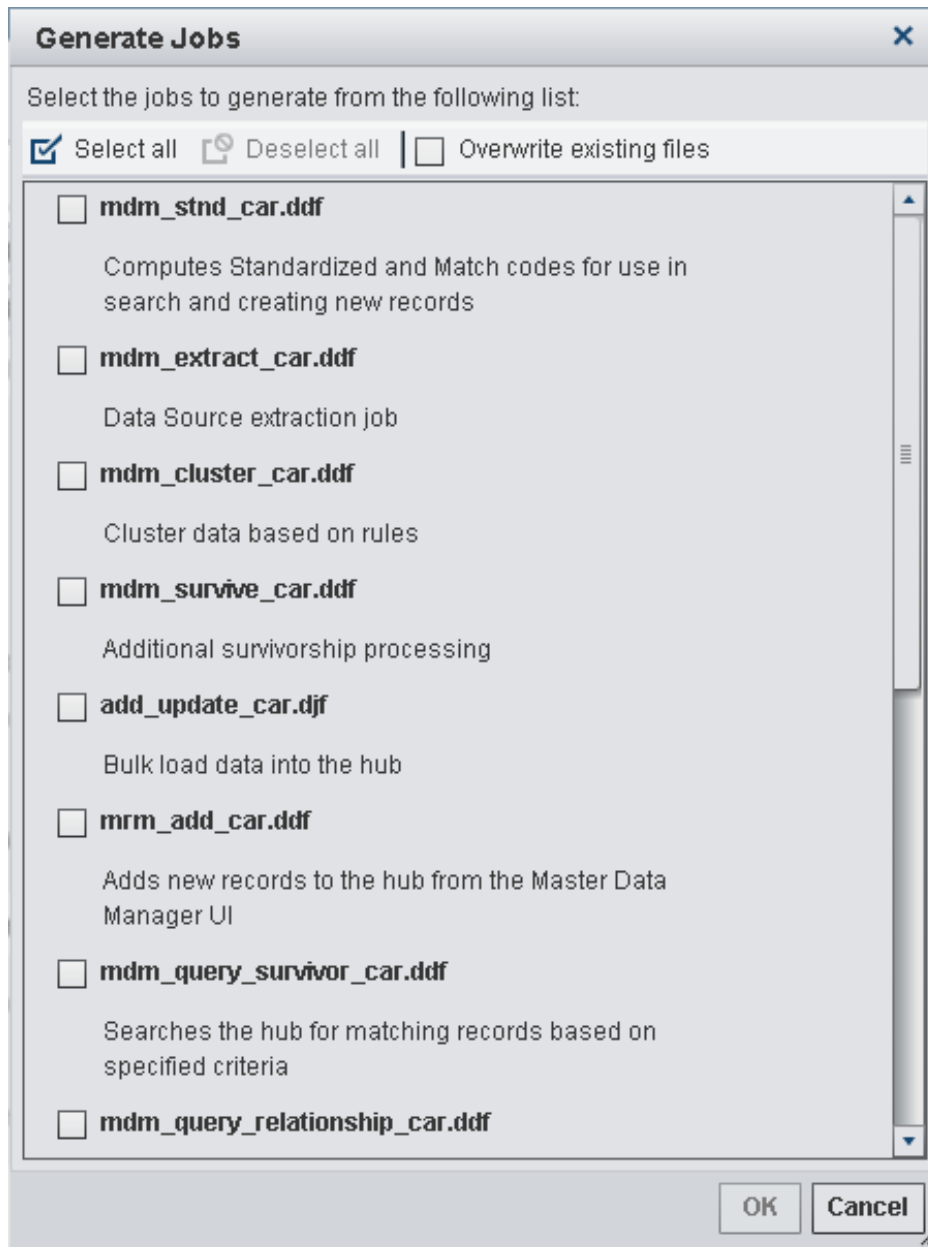 Generate Jobs
Select the jobs to generate from the following list:
Select all Deselect all Overwrite existing files
mdm_stnd_car.ddf
Computes Standardized and Match codes for use in
search and creating new records
mdm_extract_car.ddf
Data Source extraction job
mdm_cluster_car.ddf
Cluster data based on rules
mdm_survive_car.ddf
Additional survivorship processing
add_update_car.djf
Bulk load data into the hub
mrm_add_car.ddf
Adds new records to the hub from the Master Data
Manager UI
mdm_query_survivor_car.ddf
Searches the hub for matching records based on
specified criteria
mdm_query_relationship_car.ddf
OK Cancel